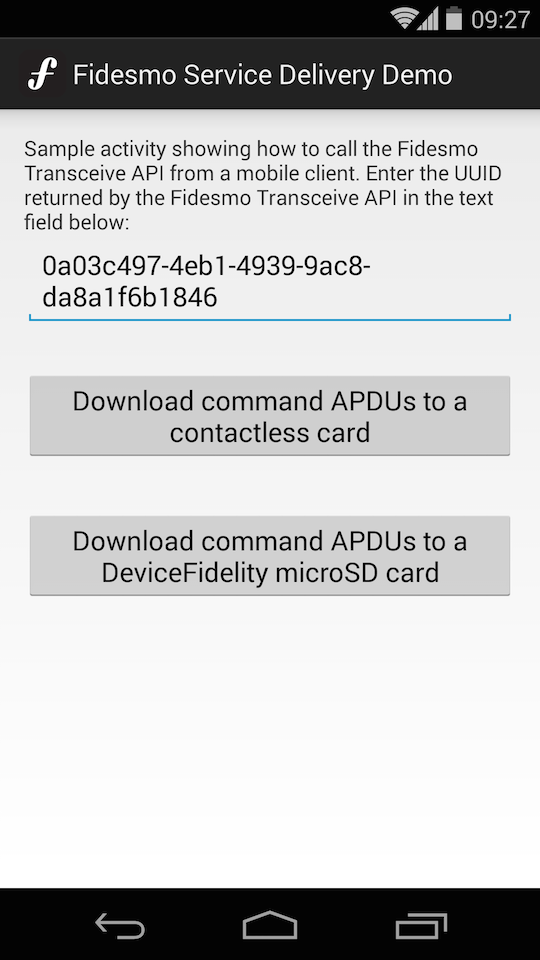 09:27
Fidesmo Service Delivery Demo
Sample activity showing how to call the Fidesmo
Transceive API from a mobile client. Enter the UUID
returned by the Fidesmo Transceive API in the text
field below:
0a03c497-4eb1-4939-9ac8-
da8a1f6b1846
Download command APDUs to a
contactless card
Download command APDUs to a
DeviceFidelity microSD card